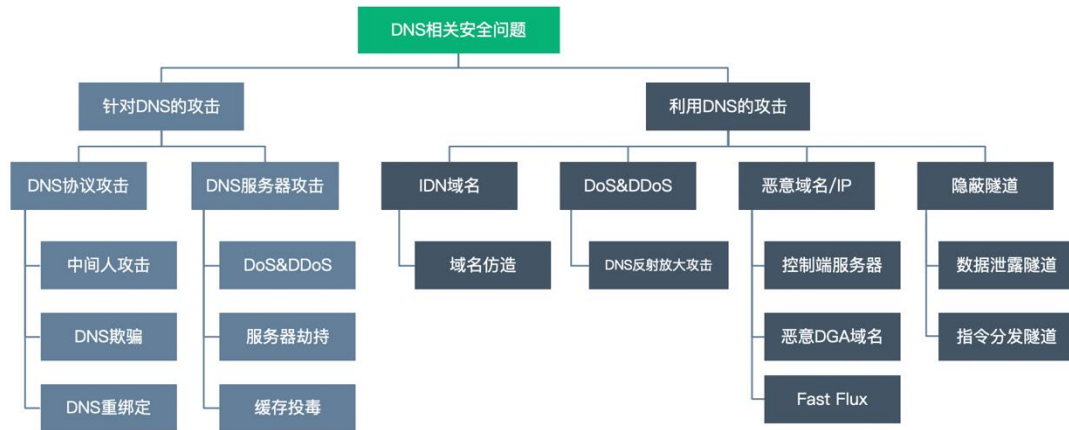 DNS相关安全问题
针对DNS的攻击
利用DNS的攻击
DNS协议攻击
DNS服务器攻击
IDN域名
DoS&DDoS
恶意域名/IP
隐蔽隧道
中间人攻击
DoS&DDoS
域名仿造
DNS反射放大攻击
控制端服务器
数据泄露隧道
DNS欺骗
服务器劫持
恶意DGA域名
指令分发隧道
DNS重绑定
缓存投毒
Fast Flux